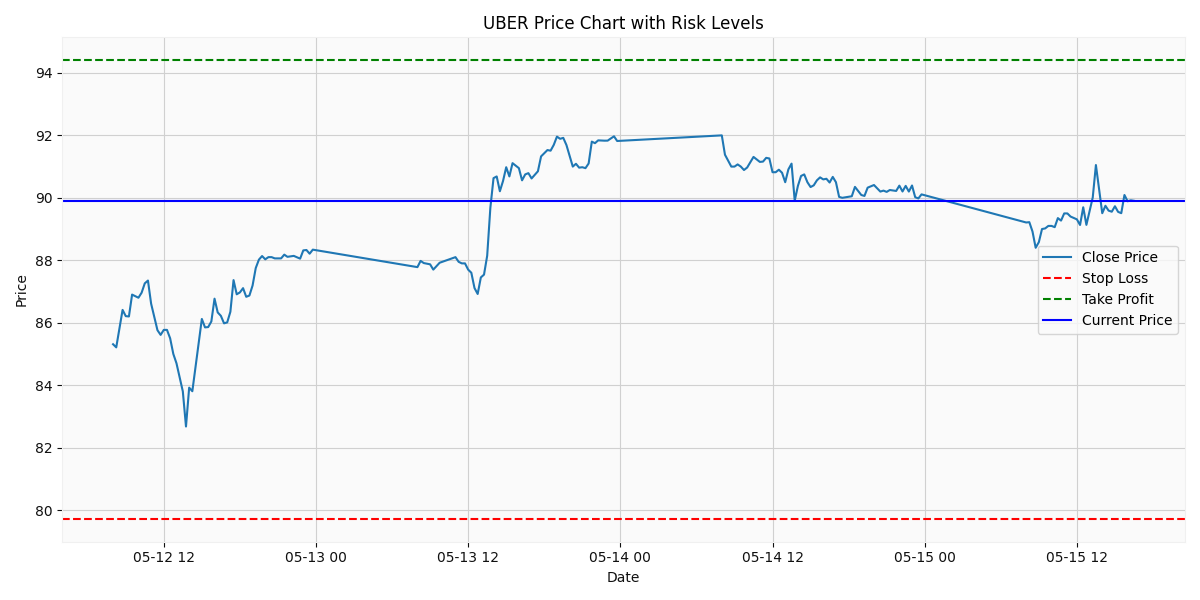 UBER Price Chart with Risk Levels
Price
94
92
90
88
86
84
82
80
Close Price
Stop Loss
Take Profit
Current Price
05-12 12
05-13 00
05-13 12
05-14 00
05-14 12
05-15 00
05-15 12
Date